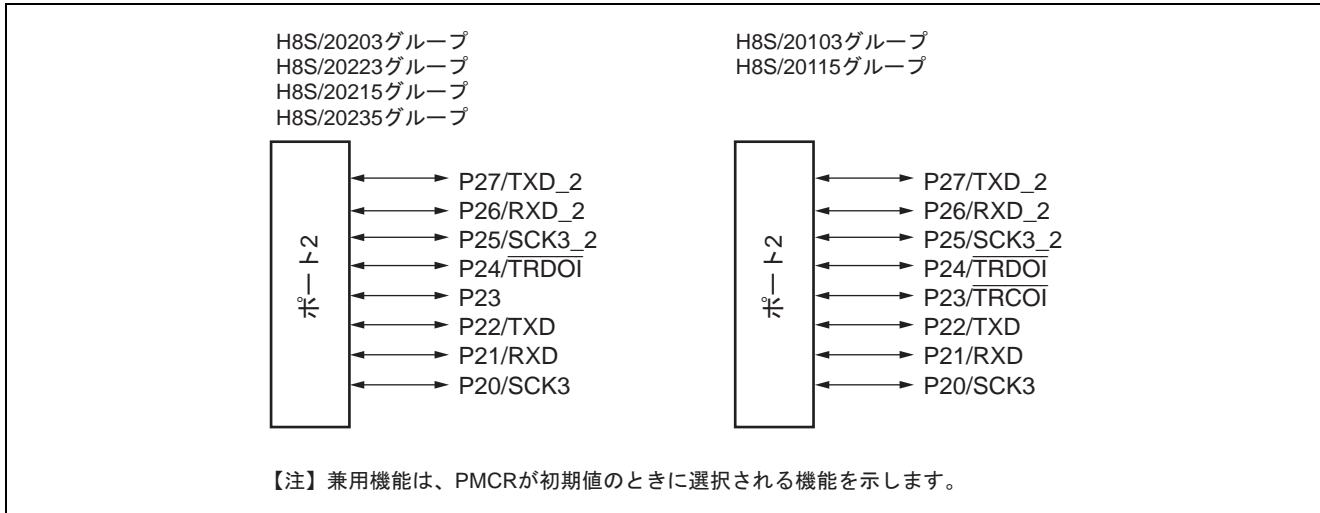 H8S/20203グループ
H8S/20223グループ
H8S/20215グループ
H8S/20235グループ
ポート2
P27/TXD_2
P26/RXD_2
P25/SCK3_2
P24/TRDOI
P23
P22/TXD
P21/RXD
P20/SCK3
H8S/20103グループ
H8S/20115グループ
ポート2
P27/TXD_2
P26/RXD_2
P25/SCK3_2
P24/TRDOI
P23/TRCOI
P22/TXD
P21/RXD
P20/SCK3
【注】兼用機能は、PMCRが初期値のときに選択される機能を示します。